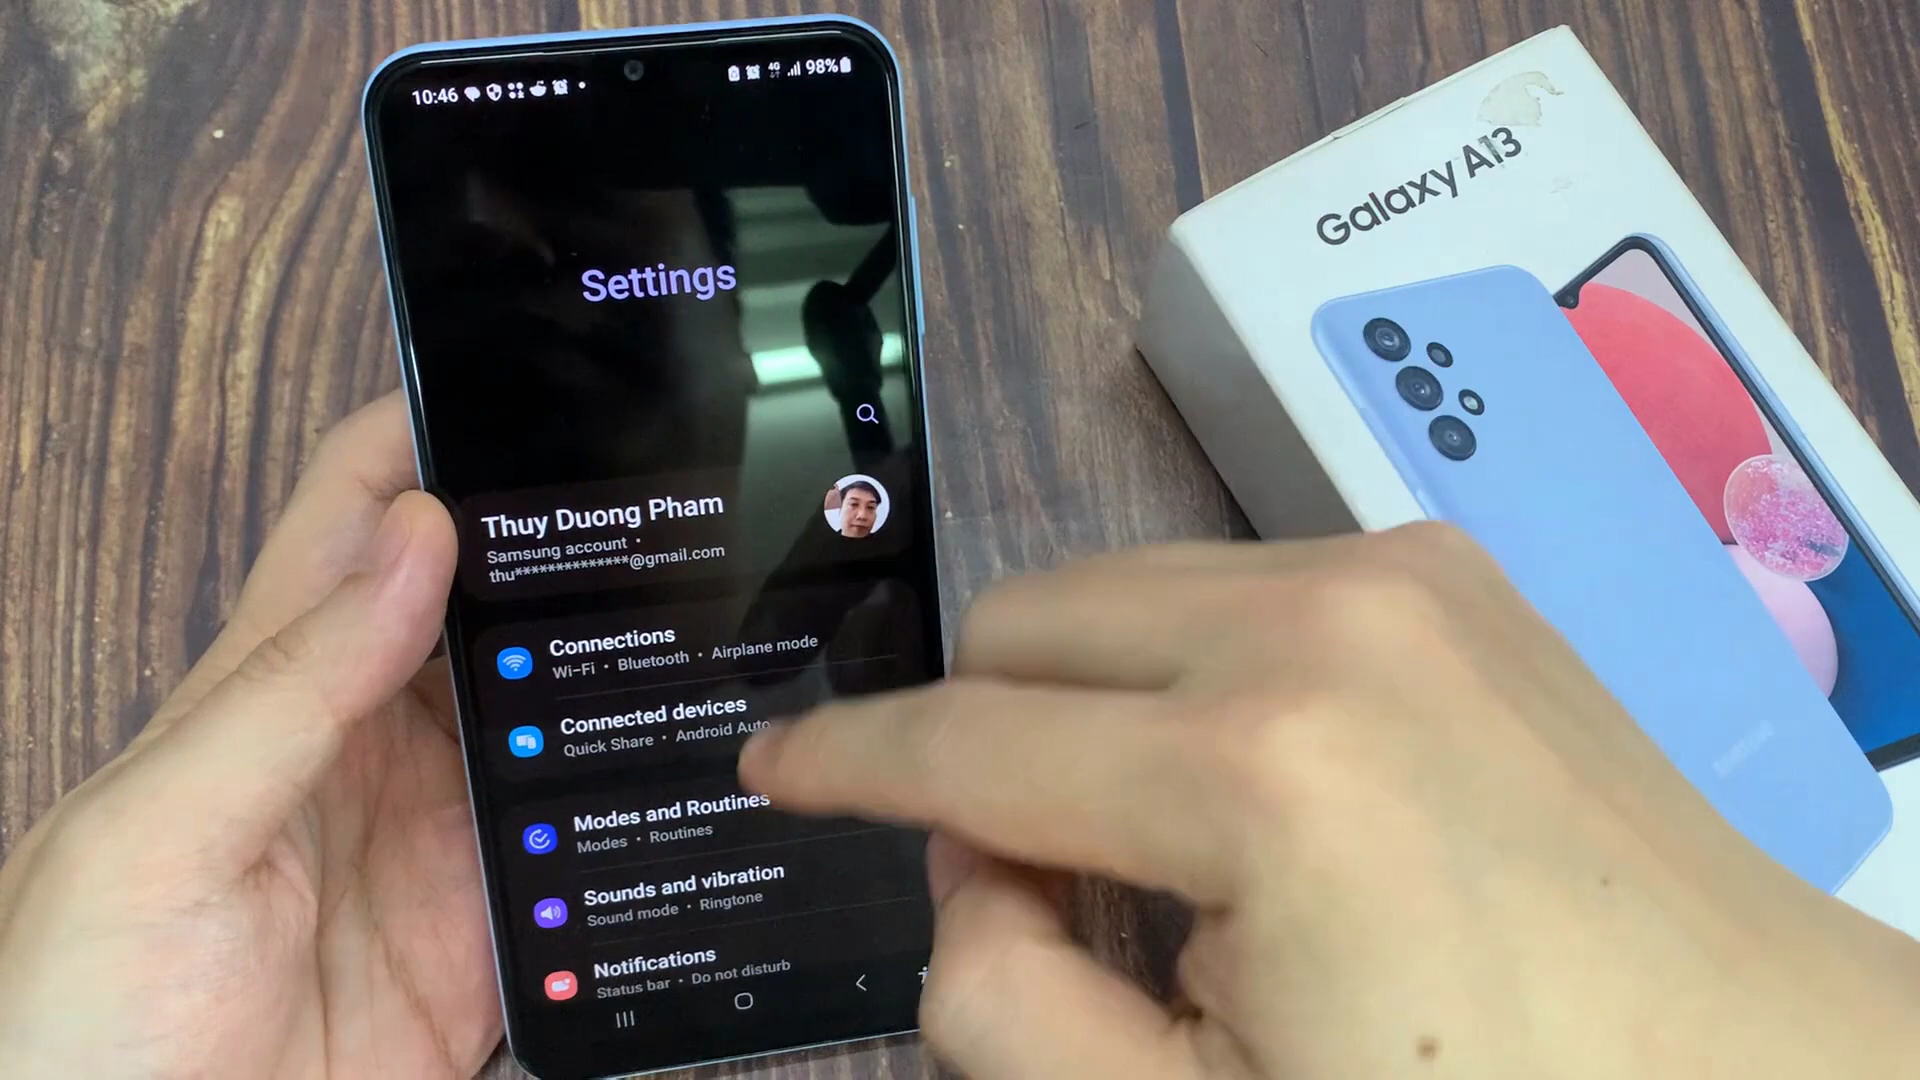 10:46
4G
98%
Settings
Thuy Duong Pham
Samsung account •
thu**************@gmail.com
Connections
Wi-Fi • Bluetooth • Airplane mode
Connected devices
Quick Share • Android Auto
Modes and Routines
Modes • Routines
Sounds and vibration
Sound mode • Ringtone
Notifications
Status bar • Do not disturb
Galaxy A13